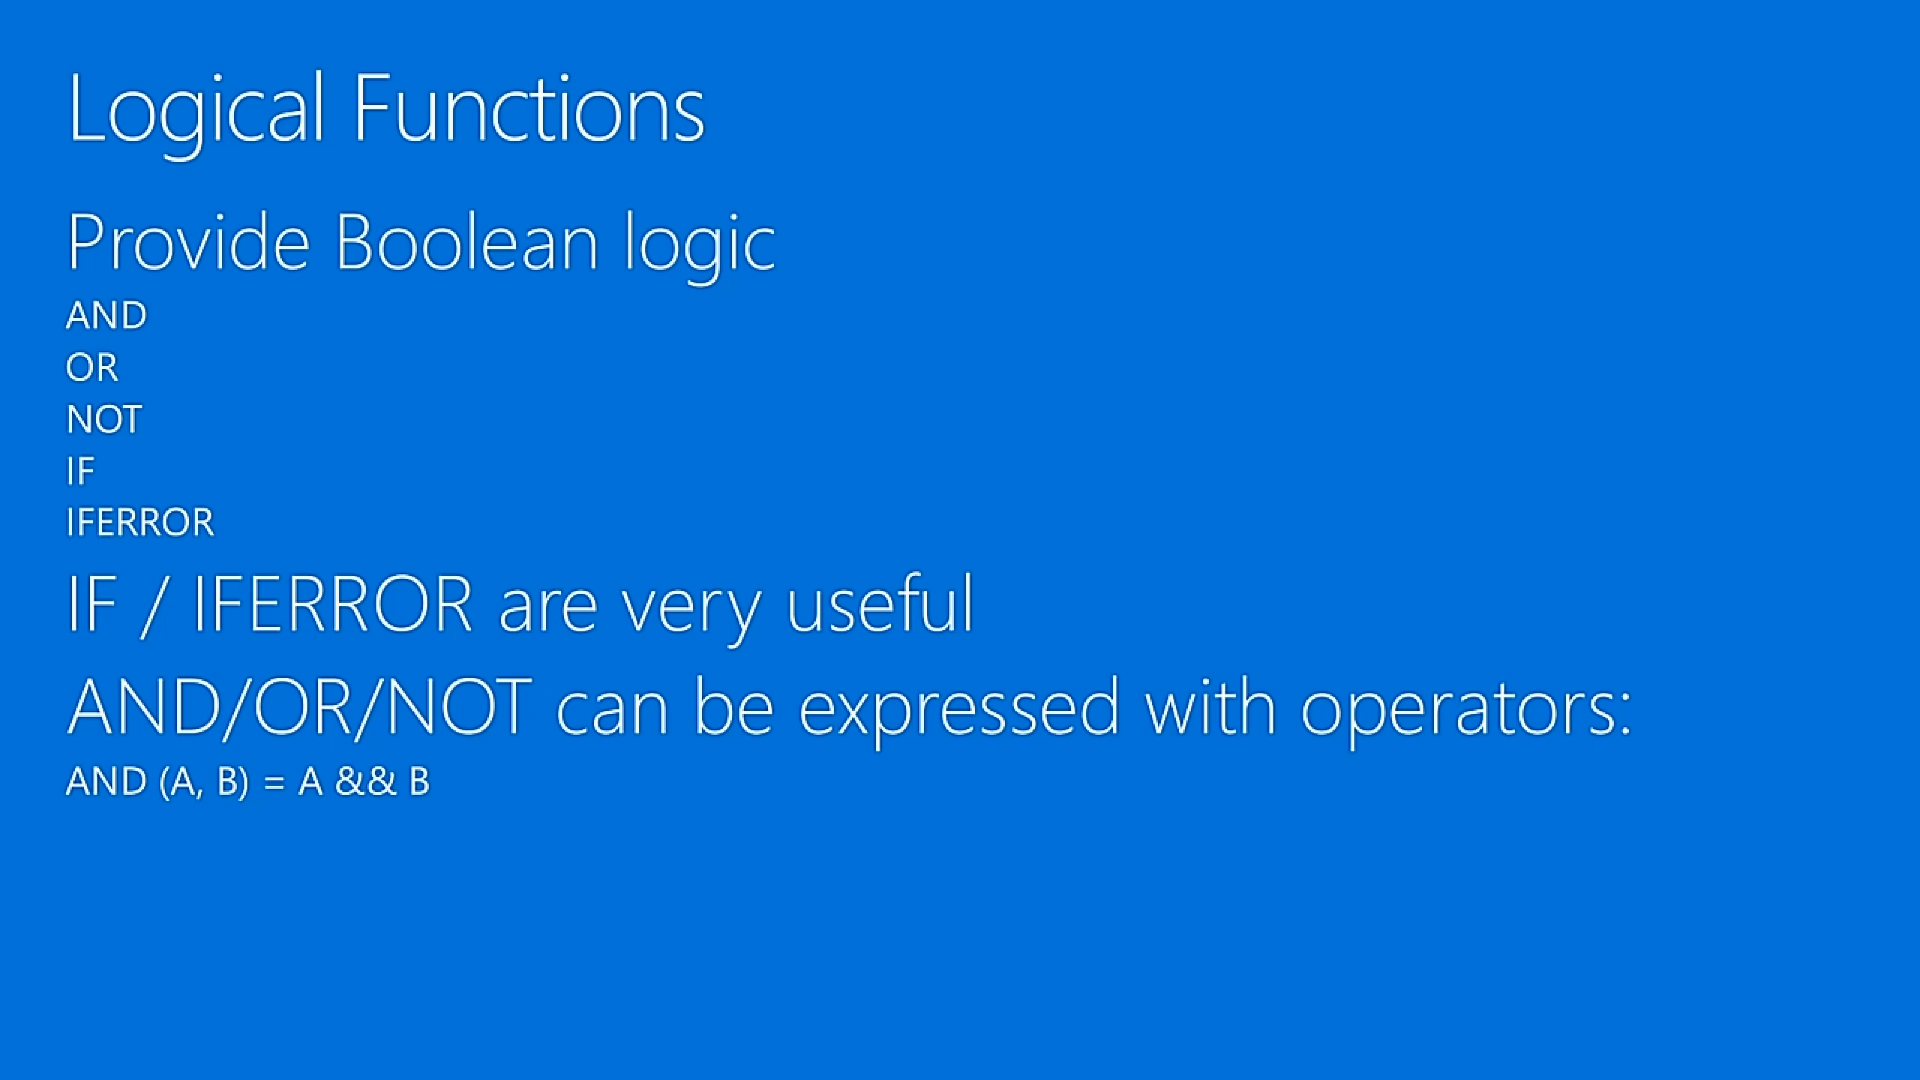 Logical Functions
Provide Boolean logic
AND
OR
NOT
IF
IFERROR
IF / IFERROR are very useful
AND/OR/NOT can be expressed with operators:
AND (A, B) = A && B